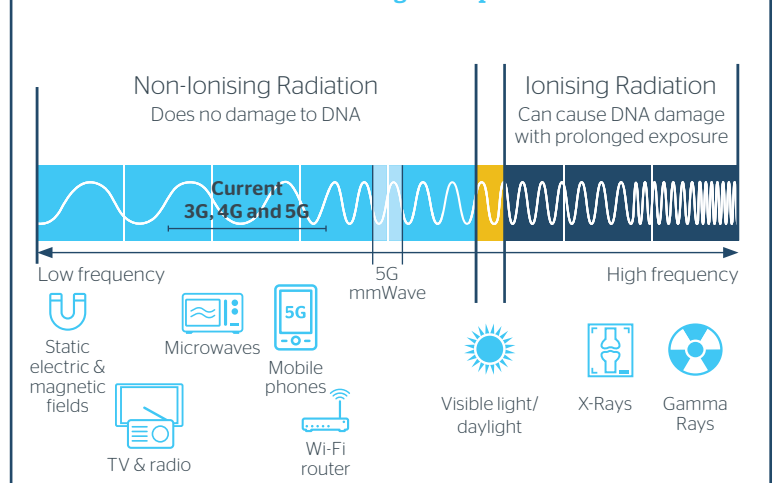 Non-Ionising Radiation
Does no damage to DNA
Ionising Radiation
Can cause DNA damage
with prolonged exposure
Current
3G, 4G and 5G
Low frequency
5G
mmWave
High frequency
Static
electric &
magnetic
fields
TV & radio
Microwaves
5G
Mobile
phones
Wi-Fi
router
Visible light/
daylight
X-Rays
Gamma
Rays